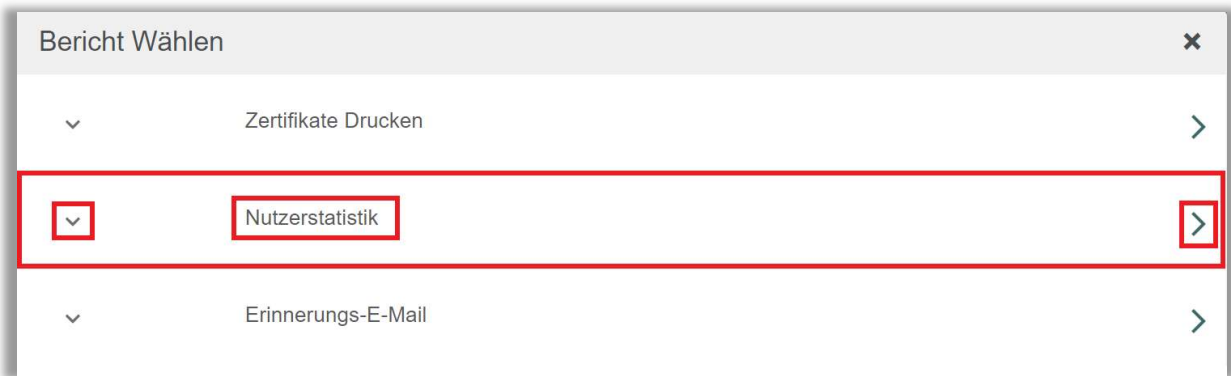 Bericht Wählen
Zertifikate Drucken
Nutzerstatistik
Erinnerungs-E-Mail